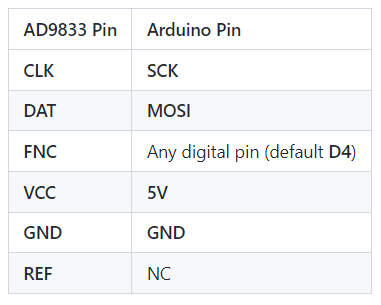 AD9833 Pin Arduino Pin
CLK SCK
DAT MOSI
FNC Any digital pin (default D4)
VCC 5V
GND GND
REF NC